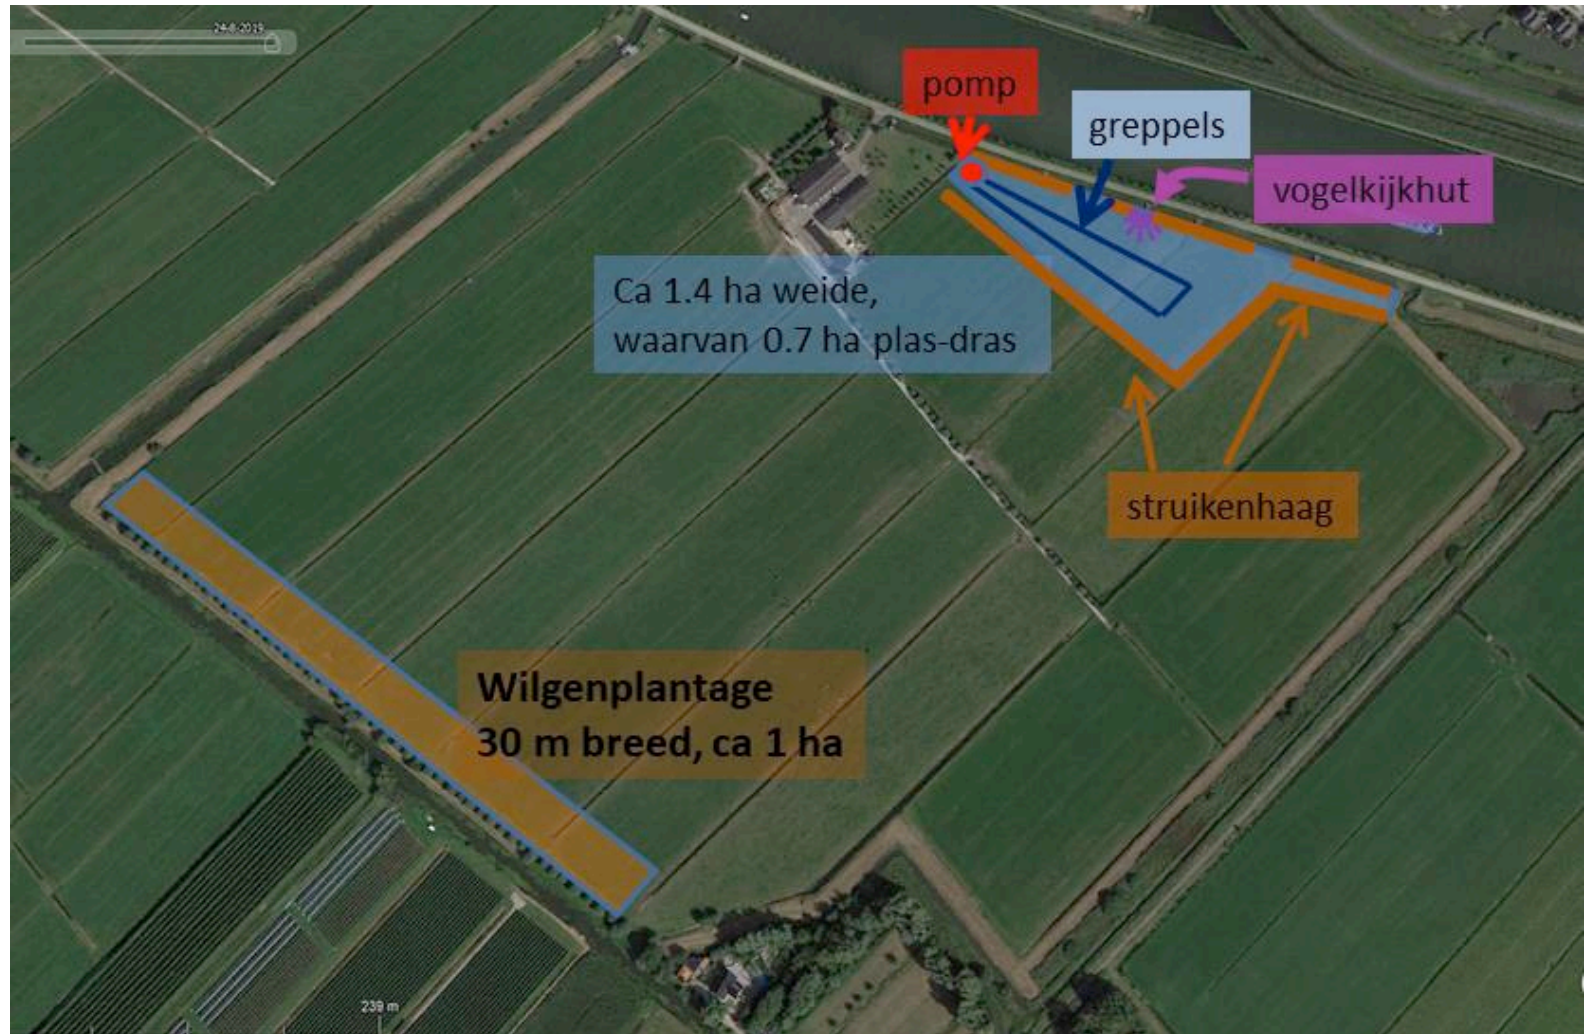 24-8-2019
pomp
greppels
vogelkijkhut
Ca 1.4 ha weide,
waarvan 0.7 ha plas-dras
struikenhaag
Wilgenplantage
30 m breed, ca 1 ha
239 m